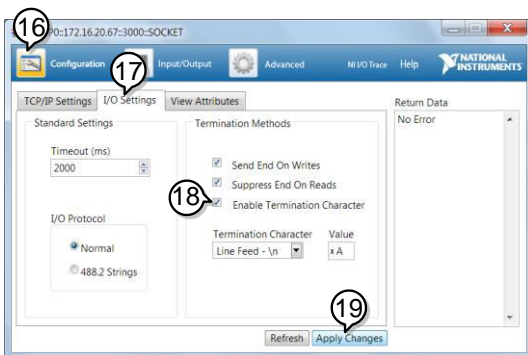 16
P0::172.16.20.67::3000::SOCKET
Configuration
Input/Output
Advanced
NI I/O Trace
Help
NATIONAL
INSTRUMENTS
17
TCP/IP Settings
I/O Settings
View Attributes
Return Data
No Error
Standard Settings
Termination Methods
Timeout (ms)
2000
Send End On Writes
Suppress End On Reads
18
Enable Termination Character
I/O Protocol
Normal
488.2 Strings
Termination Character
Value
Line Feed - \n
x A
19
Refresh
Apply Changes